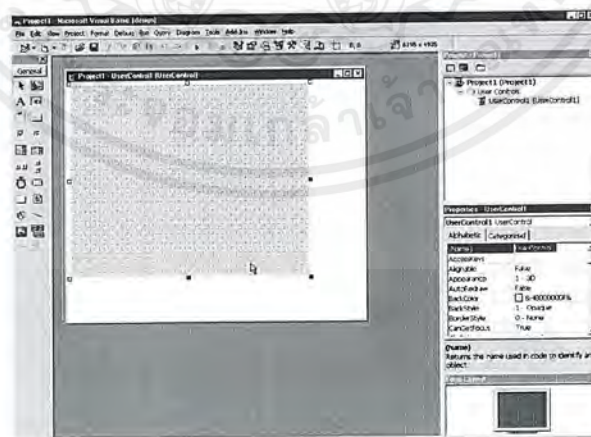 Project1 - Microsoft Visual Basic [design]
File Edit View Project Format Debug Run Query Diagram Tools Add-Ins Window Help
0, 0
General
Project1 - UserControl1 (UserControl)
Project1 (Project1)
User Controls
UserControl1 (UserControl1)
Properties - UserControl1
UserControl1 UserControl
Alphabetic Categorized
(Name) UserControl1
AccessKeys
Alignable False
Appearance 1 - 3D
AutoRedraw False
BackColor
BackStyle 1 - Opaque
BorderStyle 0 - None
CanGetFocus True
(Name)
Returns the name used in code to identify an
object.